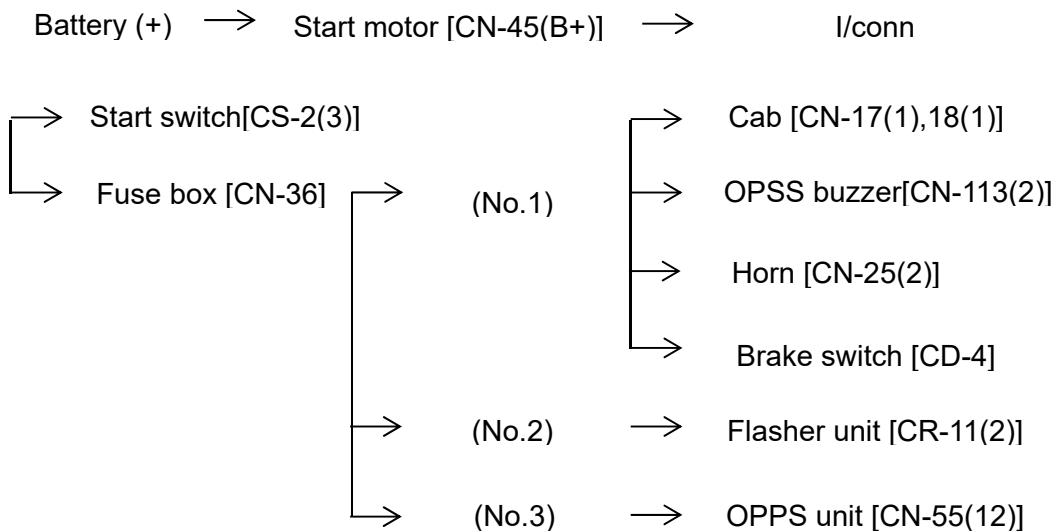 Battery (+) Start motor [CN-45(B+)] I/conn
Start switch[CS-2(3)] Cab [CN-17(1),18(1)]
Fuse box [CN-36] (No.1) OPSS buzzer[CN-113(2)]
Horn [CN-25(2)]
Brake switch [CD-4]
(No.2) Flasher unit [CR-11(2)]
(No.3) OPPS unit [CN-55(12)]